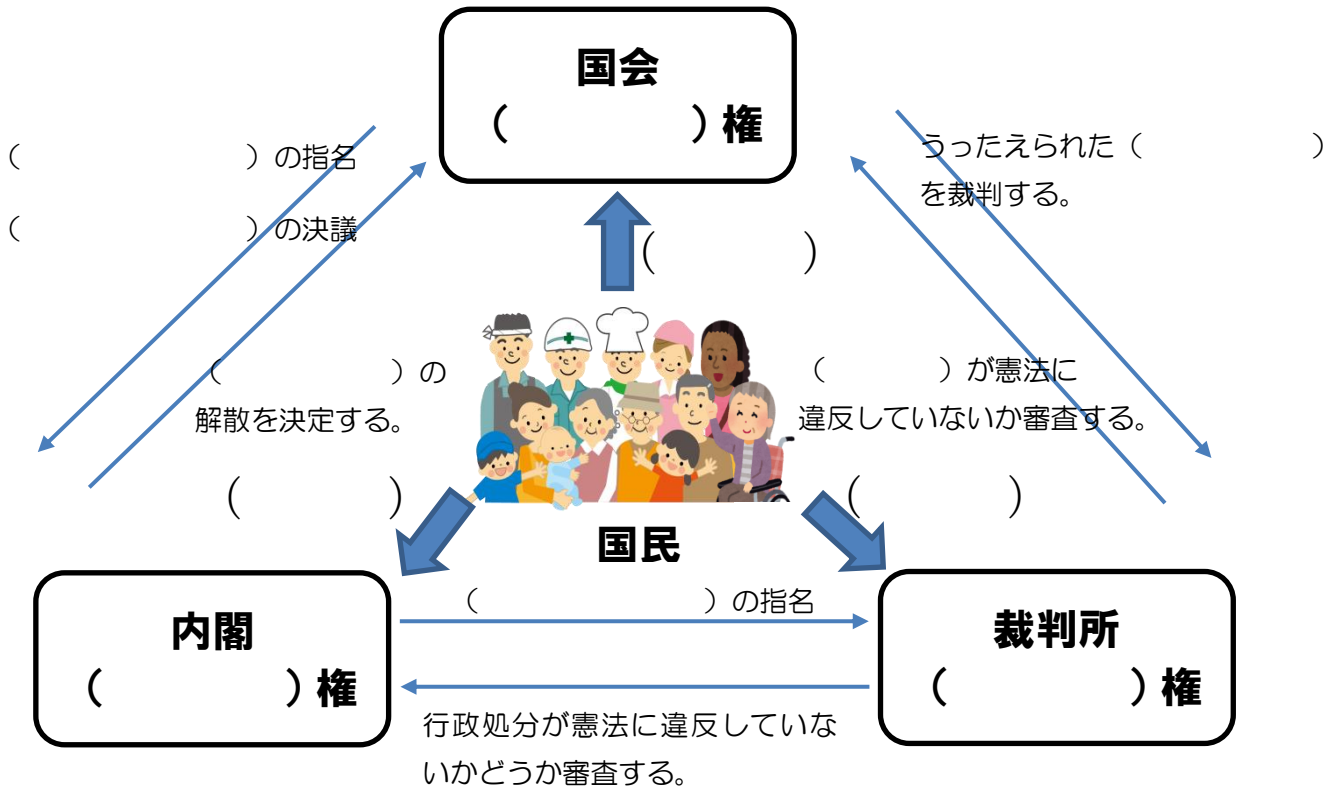 国会
(　　　)権
(　　　　　)の指名
(　　　　　)の決議
うったえられた(　　　　)
を裁判する。
(　　　)
(　　　　)の
解散を決定する。
(　　　)が憲法に
違反していないか審査する。
(　　　)
(　　　)
国民
(　　　　　)の指名
内閣
(　　　)権
裁判所
(　　　)権
行政処分が憲法に違反していな
いかどうか審査する。